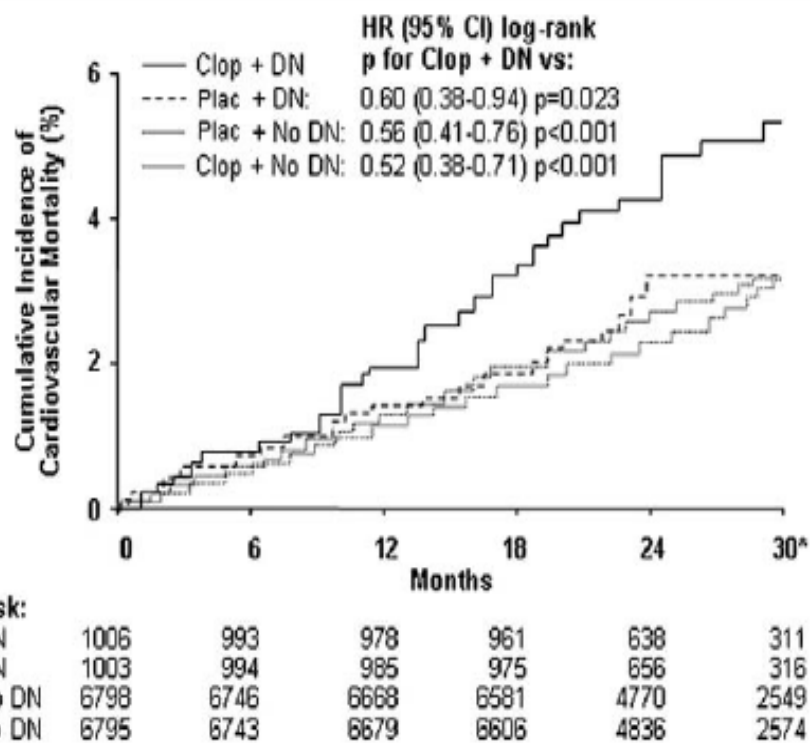 HR (95% CI) log-rank
p for Clop + DN vs:
Clop + DN
Plac + DN: 0.60 (0.38-0.94) p=0.023
Plac + No DN: 0.56 (0.41-0.76) p<0.001
Clop + No DN: 0.52 (0.38-0.71) p<0.001
Cumulative Incidence of
Cardiovascular Mortality (%)
6
4
2
0
0 6 12 18 24 30*
Months
sk:
N 1006 993 978 961 638 311
N 1003 994 985 975 656 316
o DN 6798 6746 6668 6581 4770 2549
o DN 6795 6743 6679 6606 4836 2574